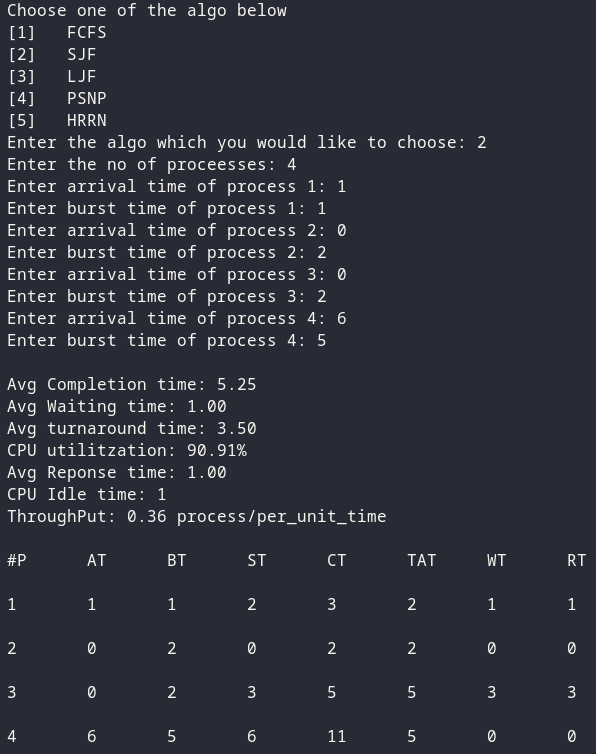 Choose one of the algo below
[1]   FCFS
[2]   SJF
[3]   LJF
[4]   PSNP
[5]   HRRN
Enter the algo which you would like to choose: 2
Enter the no of proceesses: 4
Enter arrival time of process 1: 1
Enter burst time of process 1: 1
Enter arrival time of process 2: 0
Enter burst time of process 2: 2
Enter arrival time of process 3: 0
Enter burst time of process 3: 2
Enter arrival time of process 4: 6
Enter burst time of process 4: 5
Avg Completion time: 5.25
Avg Waiting time: 1.00
Avg turnaround time: 3.50
CPU utilitzation: 90.91%
Avg Reponse time: 1.00
CPU Idle time: 1
ThroughPut: 0.36 process/per_unit_time
#P      AT      BT      ST      CT      TAT     WT      RT
1       1       1       2       3       2       1       1
2       0       2       0       2       2       0       0
3       0       2       3       5       5       3       3
4       6       5       6       11      5       0       0